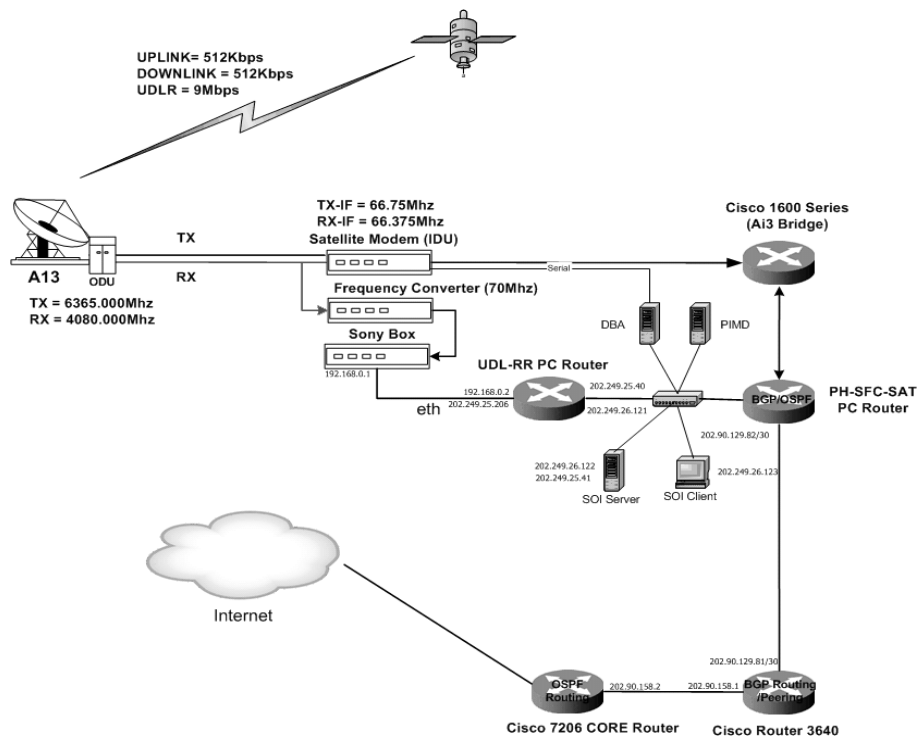 UPLINK= 512Kbps
DOWNLINK = 512Kbps
UDLR = 9Mbps
TX-IF = 66.75Mhz
RX-IF = 66.375Mhz
Satellite Modem (IDU)
Cisco 1600 Series
(Ai3 Bridge)
TX
RX
Serial
A13
ODU
TX = 6365.000Mhz
RX = 4080.000Mhz
Frequency Converter (70Mhz)
DBA
PIMD
Sony Box
192.168.0.1
UDL-RR PC Router
eth
192.168.0.2
202.249.25.206
202.249.25.40
202.249.26.121
BGP/OSPF
PH-SFC-SAT
PC Router
202.90.129.82/30
202.249.26.122
202.249.25.41
SOI Server
SOI Client
202.249.26.123
Internet
202.90.129.81/30
OSPF
Routing
202.90.158.2
202.90.158.1
BGP Routing
/Peering
Cisco 7206 CORE Router
Cisco Router 3640